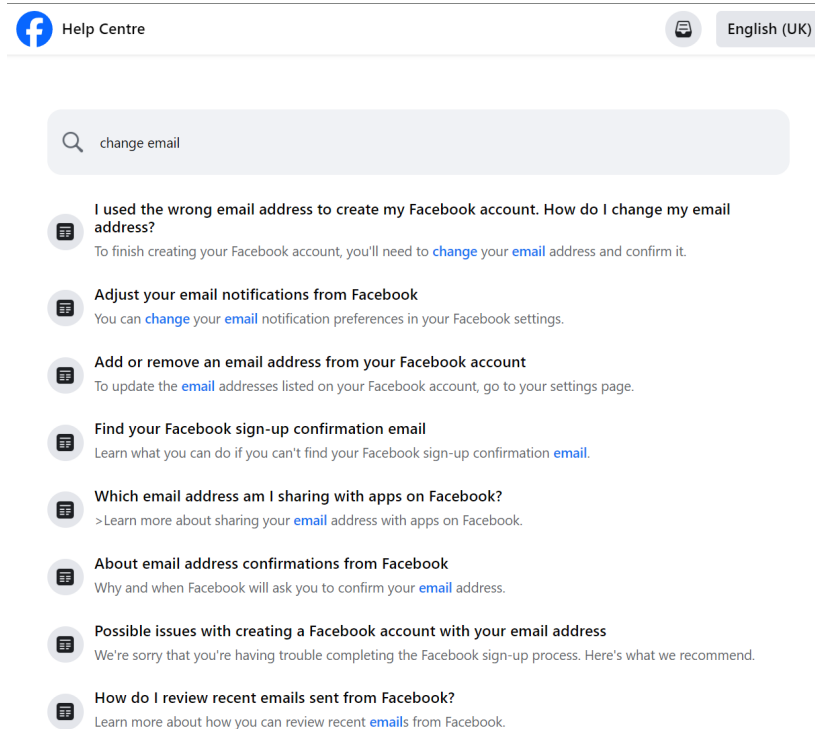 Help Centre
English (UK)
change email
I used the wrong email address to create my Facebook account. How do I change my email
address?
To finish creating your Facebook account, you'll need to change your email address and confirm it.
Adjust your email notifications from Facebook
You can change your email notification preferences in your Facebook settings.
Add or remove an email address from your Facebook account
To update the email addresses listed on your Facebook account, go to your settings page.
Find your Facebook sign-up confirmation email
Learn what you can do if you can't find your Facebook sign-up confirmation email.
Which email address am I sharing with apps on Facebook?
>Learn more about sharing your email address with apps on Facebook.
About email address confirmations from Facebook
Why and when Facebook will ask you to confirm your email address.
Possible issues with creating a Facebook account with your email address
We're sorry that you're having trouble completing the Facebook sign-up process. Here's what we recommend.
How do I review recent emails sent from Facebook?
Learn more about how you can review recent emails from Facebook.